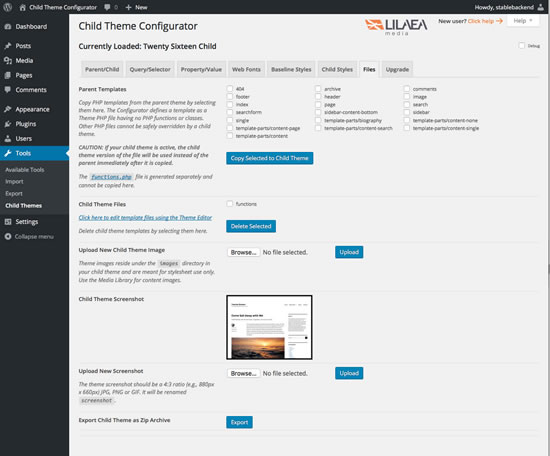 Child Theme Configurator
0
+ New
Howdy, stablebackend
Dashboard
Posts
Media
Pages
Comments
Appearance
Plugins
Users
Tools
Available Tools
Import
Export
Child Themes
Settings
Collapse menu
Child Theme Configurator
LILAEA
media
New user? Click help
Help
Currently Loaded: Twenty Sixteen Child
Debug
Parent/Child
Query/Selector
Property/Value
Web Fonts
Baseline Styles
Child Styles
Files
Upgrade
Parent Templates
Copy PHP templates from the parent theme by selecting
them here. The Configurator defines a template as a
Theme PHP file having no PHP functions or classes.
Other PHP files cannot be safely overridden by a child
theme.
CAUTION: If your child theme is active, the child
theme version of the file will be used instead of the
parent immediately after it is copied.
The functions.php file is generated separately and
cannot be copied here.
404
archive
comments
footer
header
image
index
page
search
searchform
sidebar-content-bottom
sidebar
single
template-parts/biography
template-parts/content-none
template-parts/content-page
template-parts/content-search
template-parts/content-single
template-parts/content
Copy Selected to Child Theme
Child Theme Files
Click here to edit template files using the Theme Editor
Delete child theme templates by selecting them here.
functions
Delete Selected
Upload New Child Theme Image
Theme images reside under the images directory in
your child theme and are meant for stylesheet use only.
Use the Media Library for content images.
Browse... No file selected.
Upload
Child Theme Screenshot
Upload New Screenshot
The theme screenshot should be a 4:3 ratio (e.g., 880px
x 660px) JPG, PNG or GIF. It will be renamed
screenshot.
Browse... No file selected.
Upload
Export Child Theme as Zip Archive
Export